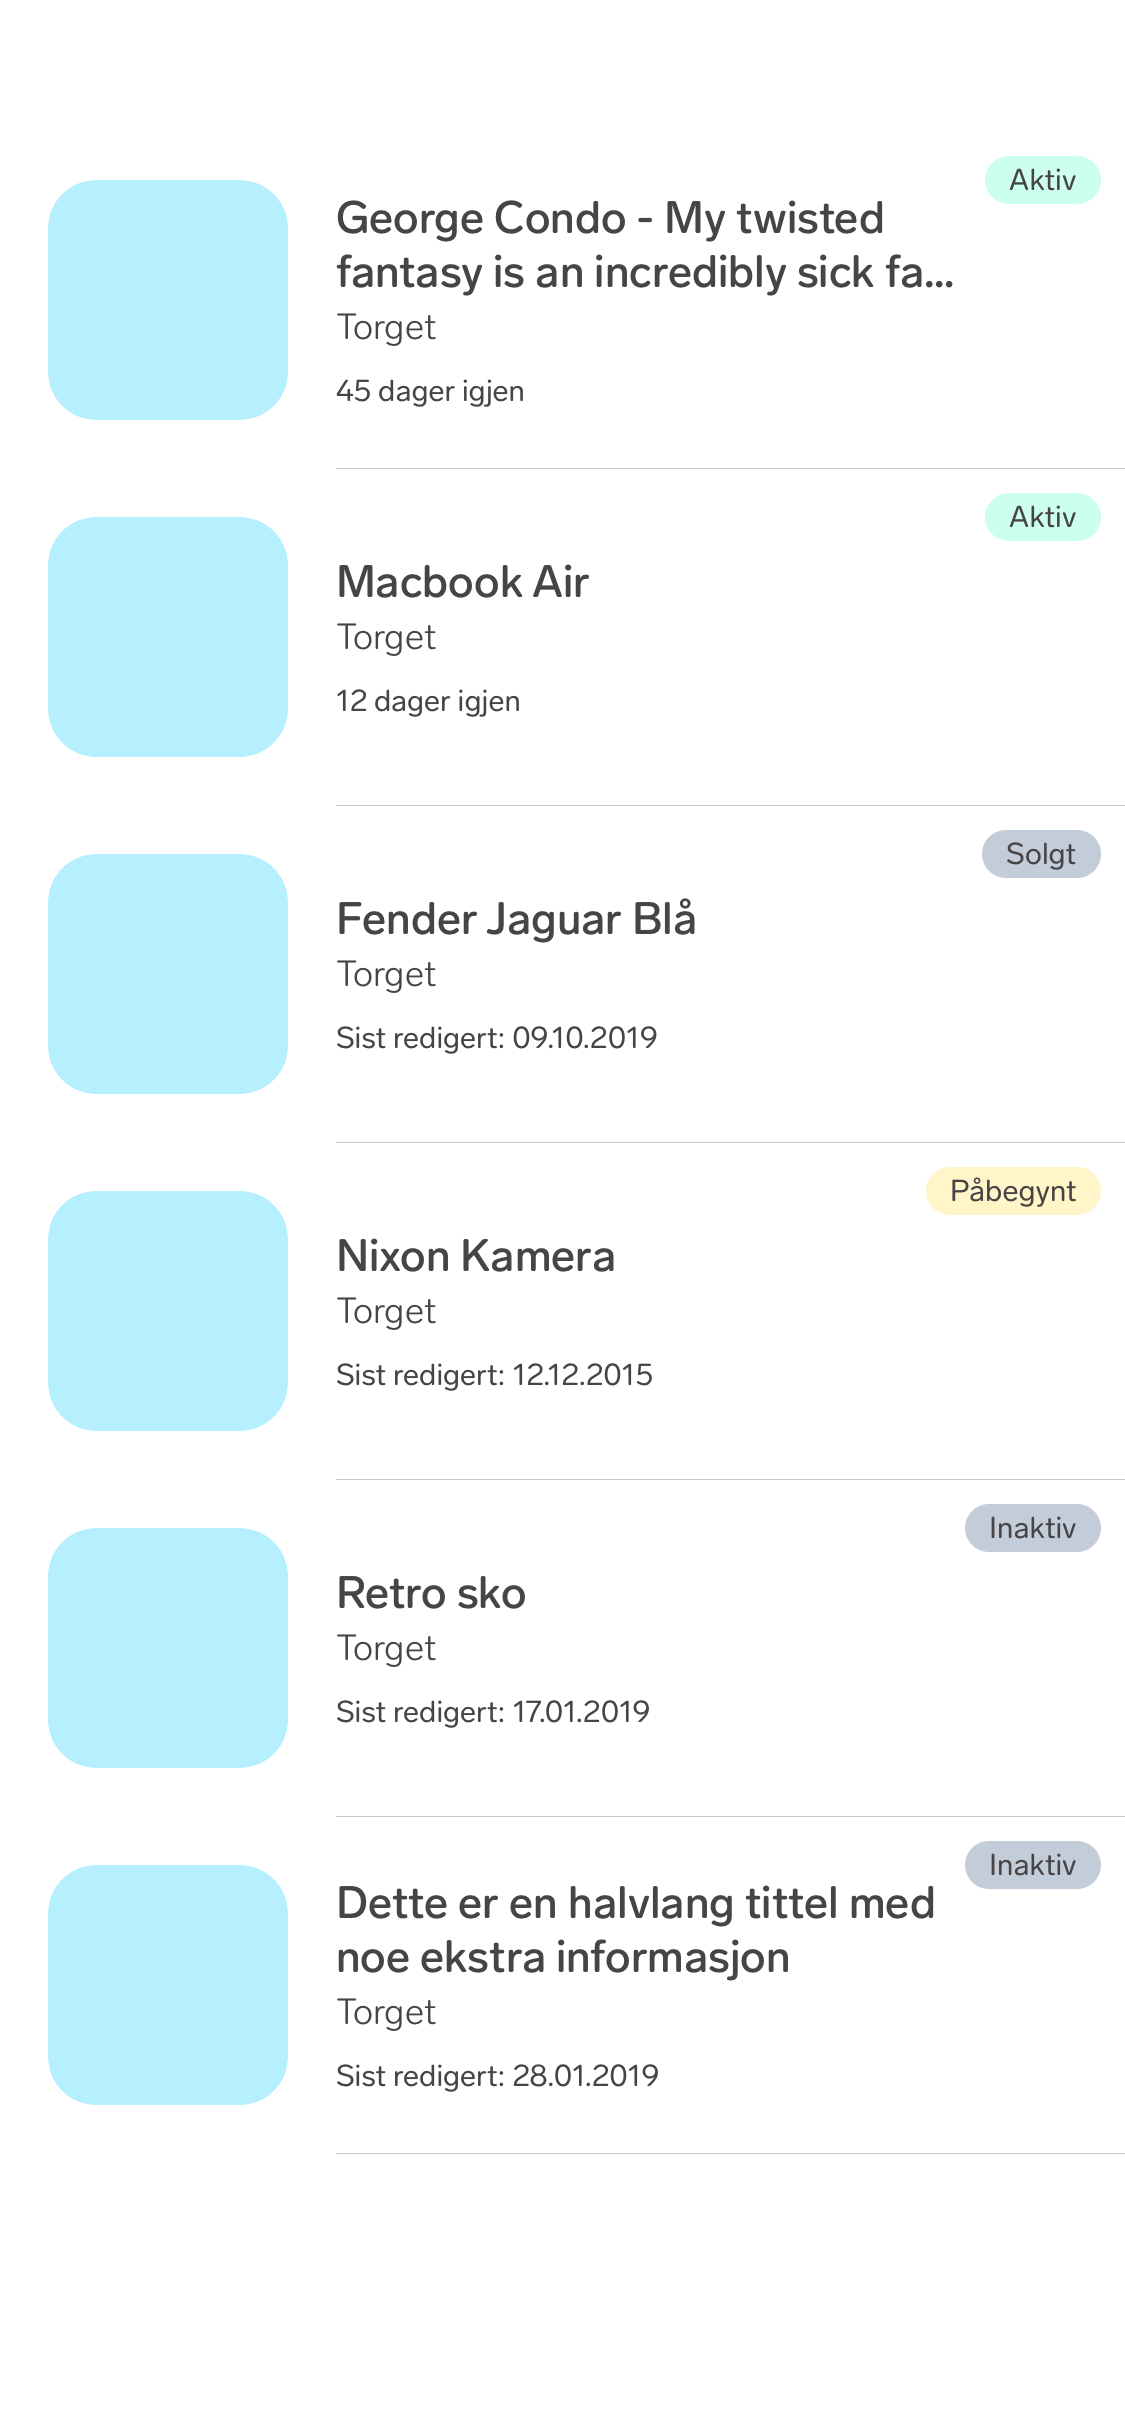 Aktiv
George Condo - My twisted
fantasy is an incredibly sick fa...
Torget
45 dager igjen
Aktiv
Macbook Air
Torget
12 dager igjen
Solgt
Fender Jaguar Blå
Torget
Sist redigert: 09.10.2019
Påbegynt
Nixon Kamera
Torget
Sist redigert: 12.12.2015
Inaktiv
Retro sko
Torget
Sist redigert: 17.01.2019
Inaktiv
Dette er en halvlang tittel med
noe ekstra informasjon
Torget
Sist redigert: 28.01.2019